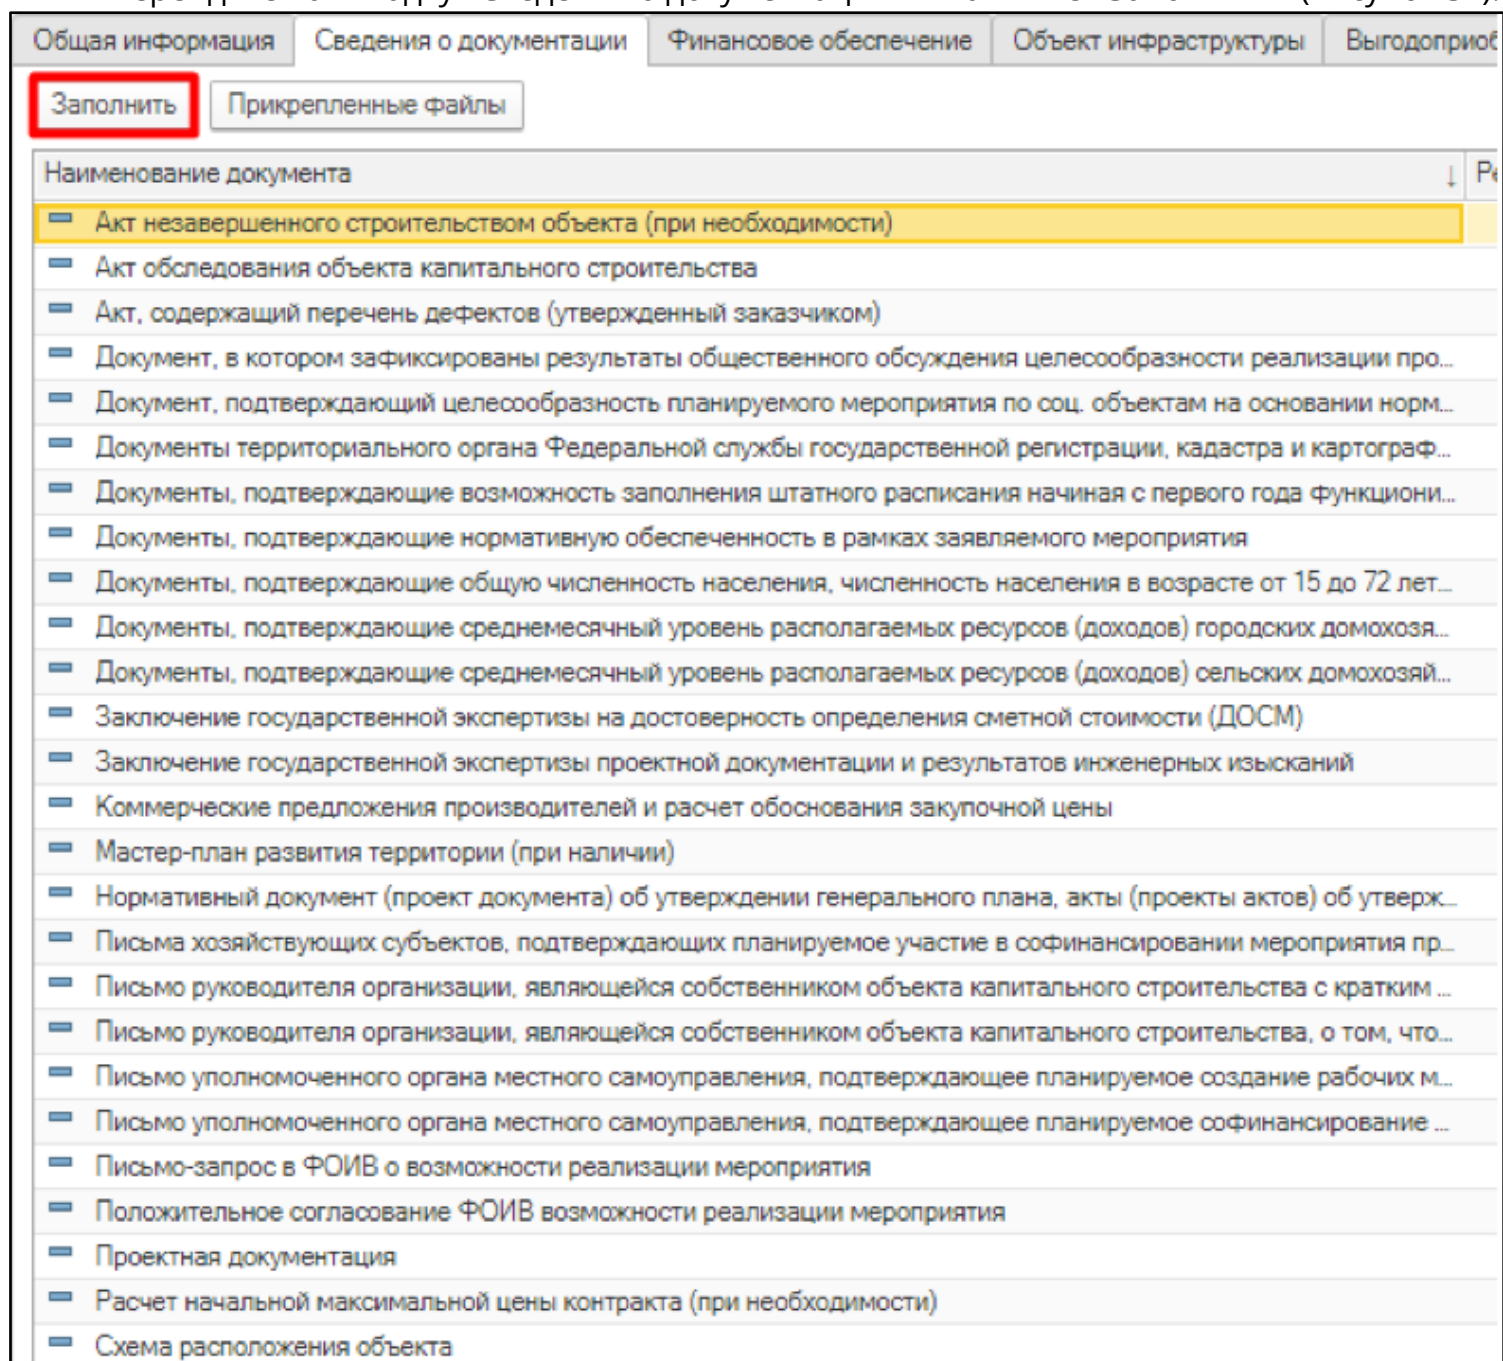 Общая информация Сведения о документации Финансовое обеспечение Объект инфраструктуры Выгодоприоб
Заполнить Прикрепленные файлы
Наименование документа ↓ Ре
Акт незавершенного строительством объекта (при необходимости)
Акт обследования объекта капитального строительства
Акт, содержащий перечень дефектов (утвержденный заказчиком)
Документ, в котором зафиксированы результаты общественного обсуждения целесообразности реализации про...
Документ, подтверждающий целесообразность планируемого мероприятия по соц. объектам на основании норм...
Документы территориального органа Федеральной службы государственной регистрации, кадастра и картограф...
Документы, подтверждающие возможность заполнения штатного расписания начиная с первого года функциони...
Документы, подтверждающие нормативную обеспеченность в рамках заявляемого мероприятия
Документы, подтверждающие общую численность населения, численность населения в возрасте от 15 до 72 лет...
Документы, подтверждающие среднемесячный уровень располагаемых ресурсов (доходов) городских домохозя...
Документы, подтверждающие среднемесячный уровень располагаемых ресурсов (доходов) сельских домохозяй...
Заключение государственной экспертизы на достоверность определения сметной стоимости (ДОСМ)
Заключение государственной экспертизы проектной документации и результатов инженерных изысканий
Коммерческие предложения производителей и расчет обоснования закупочной цены
Мастер-план развития территории (при наличии)
Нормативный документ (проект документа) об утверждении генерального плана, акты (проекты актов) об утверж...
Письма хозяйствующих субъектов, подтверждающих планируемое участие в софинансировании мероприятия пр...
Письмо руководителя организации, являющейся собственником объекта капитального строительства с кратким ...
Письмо руководителя организации, являющейся собственником объекта капитального строительства, о том, что...
Письмо уполномоченного органа местного самоуправления, подтверждающее планируемое создание рабочих м...
Письмо уполномоченного органа местного самоуправления, подтверждающее планируемое софинансирование ...
Письмо-запрос в ФОИВ о возможности реализации мероприятия
Положительное согласование ФОИВ возможности реализации мероприятия
Проектная документация
Расчет начальной максимальной цены контракта (при необходимости)
Схема расположения объекта